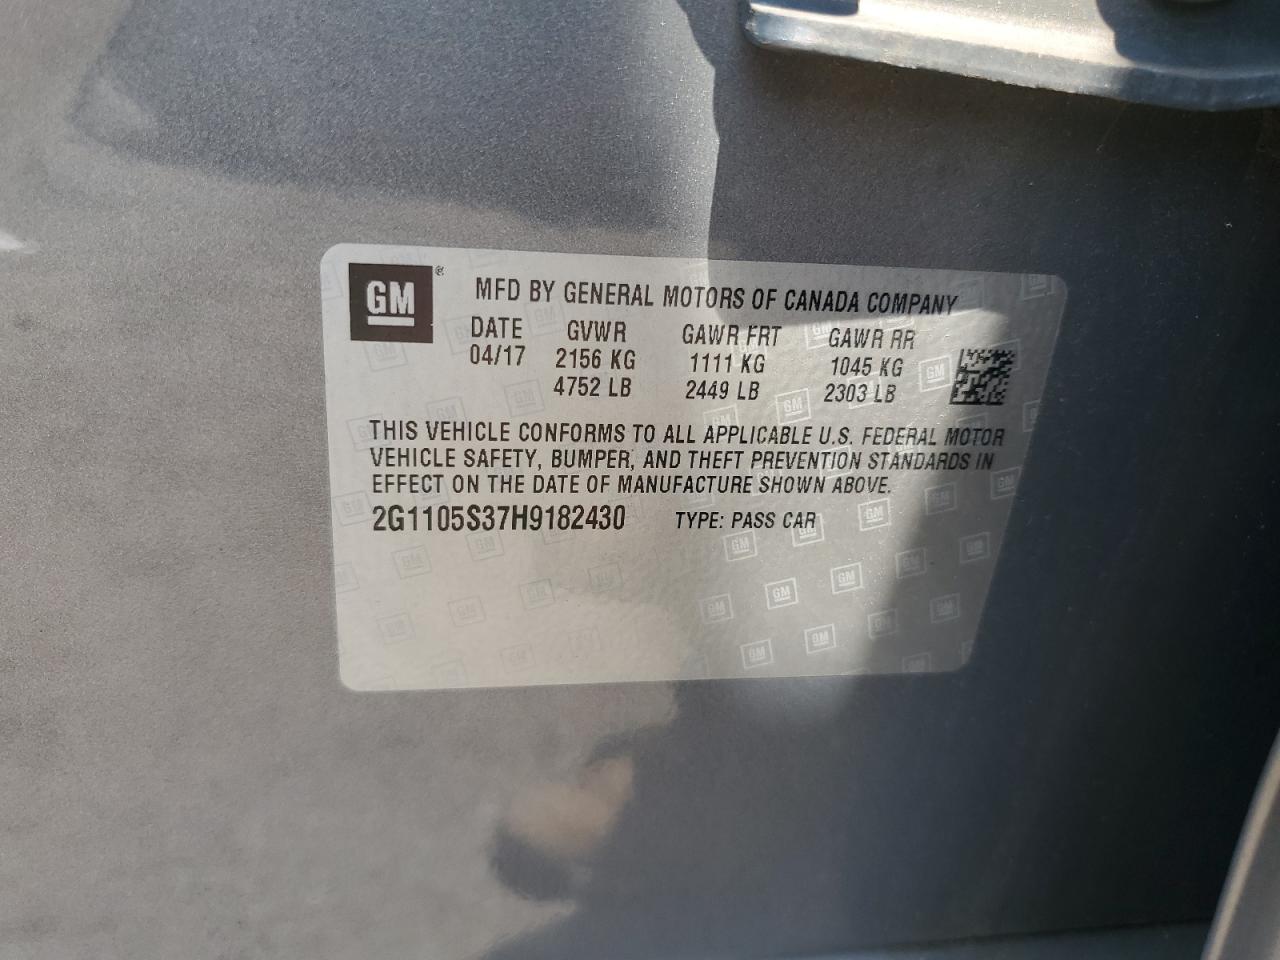 GM ®
MFD BY GENERAL MOTORS OF CANADA COMPANY
DATE GVWR GAWR FRT GAWR RR
04/17 2156 KG 1111 KG 1045 KG
4752 LB 2449 LB 2303 LB
THIS VEHICLE CONFORMS TO ALL APPLICABLE U.S. FEDERAL MOTOR
VEHICLE SAFETY, BUMPER, AND THEFT PREVENTION STANDARDS IN
EFFECT ON THE DATE OF MANUFACTURE SHOWN ABOVE.
2G1105S37H9182430 TYPE: PASS CAR